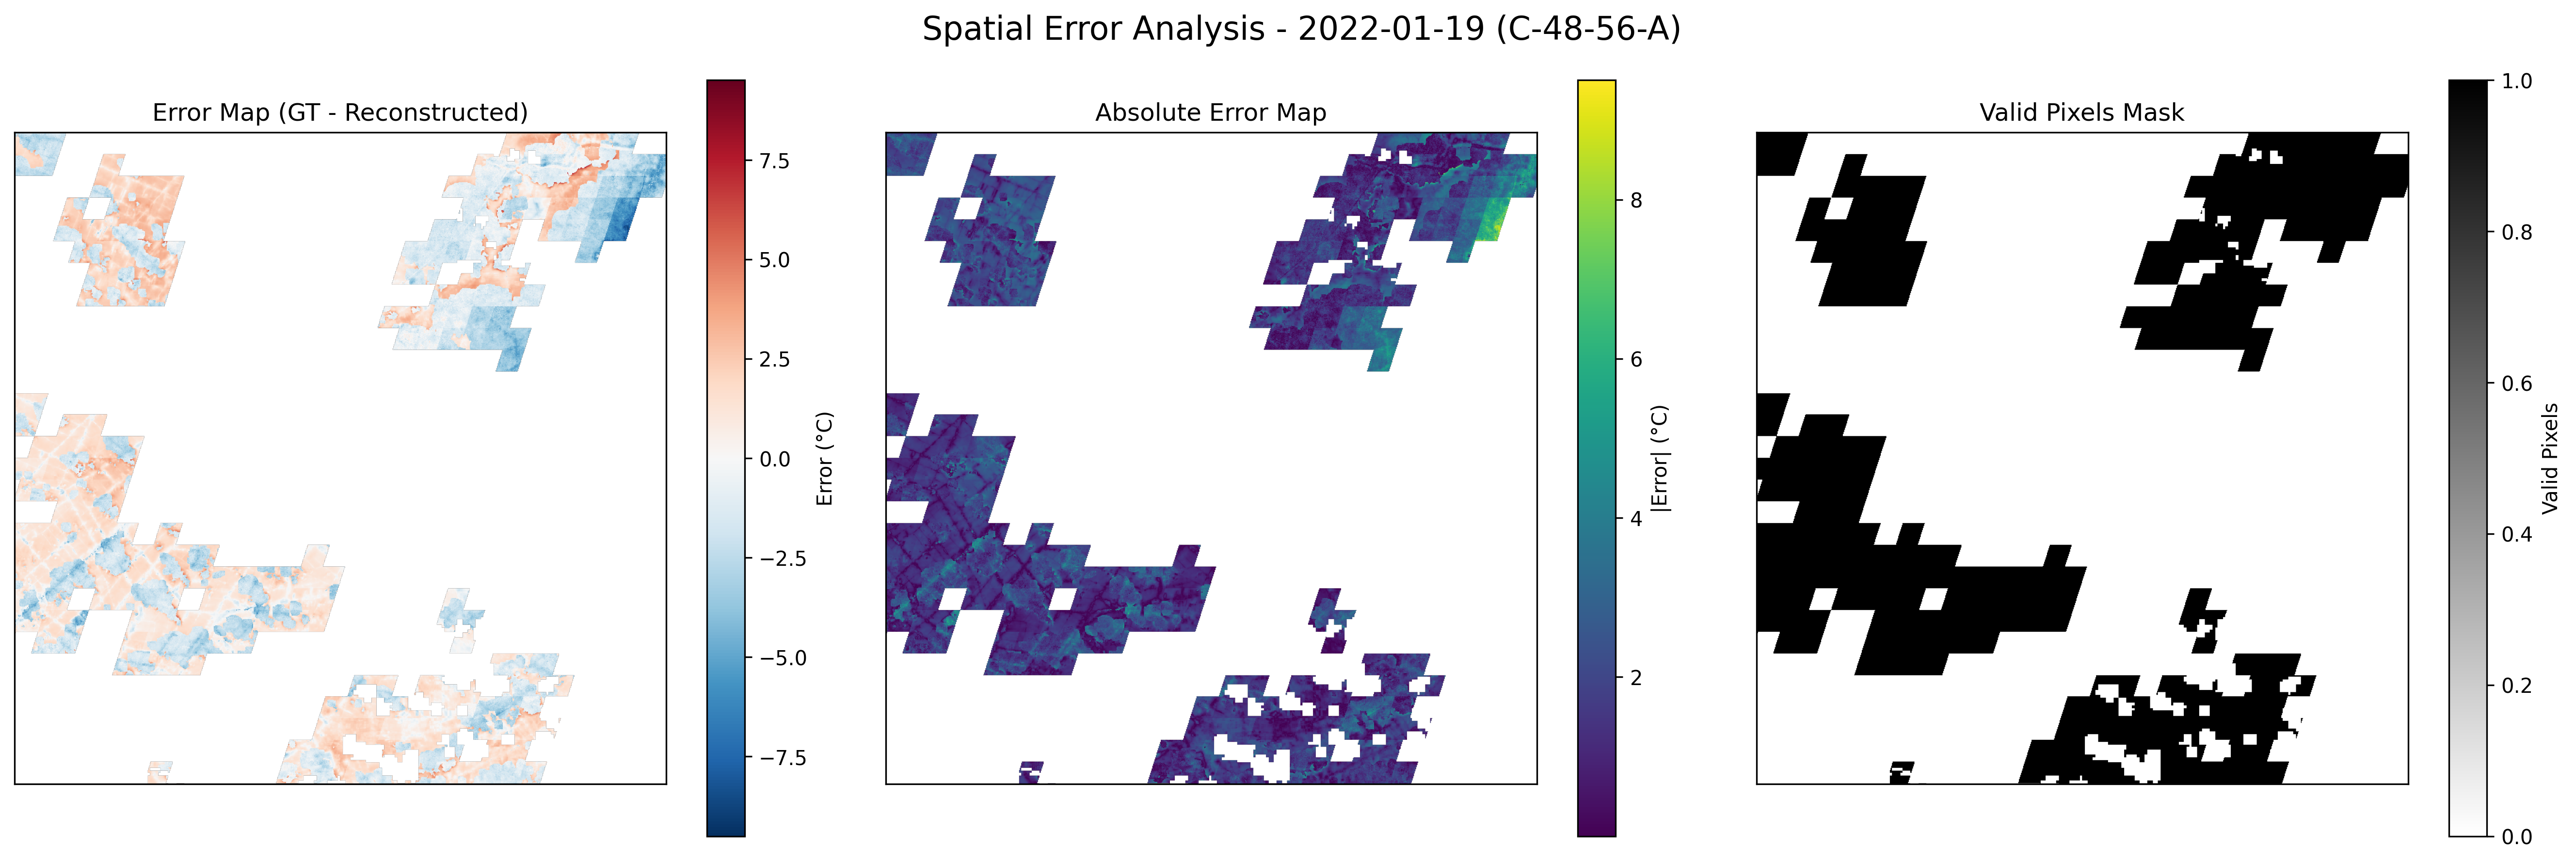 Spatial Error Analysis - 2022-01-19 (C-48-56-A)
Error Map (GT - Reconstructed)
7.5
5.0
2.5
0.0
−2.5
−5.0
−7.5
Error (°C)
Absolute Error Map
8
6
4
2
|Error| (°C)
Valid Pixels Mask
1.0
0.8
0.6
0.4
0.2
0.0
Valid Pixels